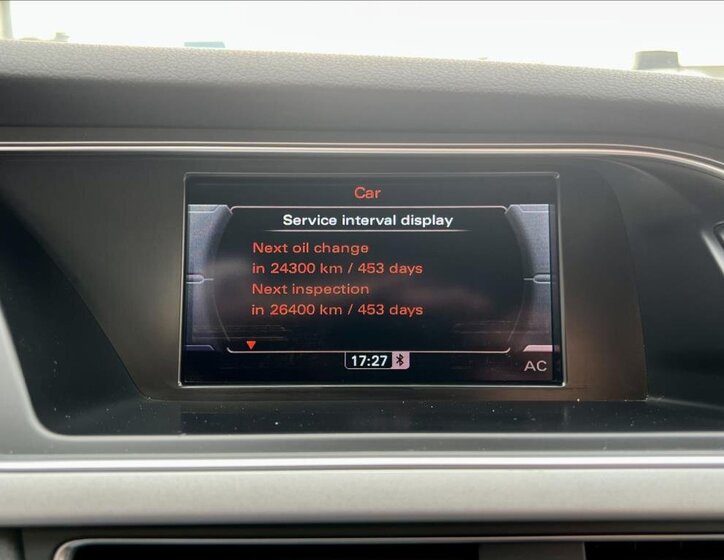 Car
Service interval display
Next oil change
in 24300 km / 453 days
Next inspection
in 26400 km / 453 days
17:27
AC